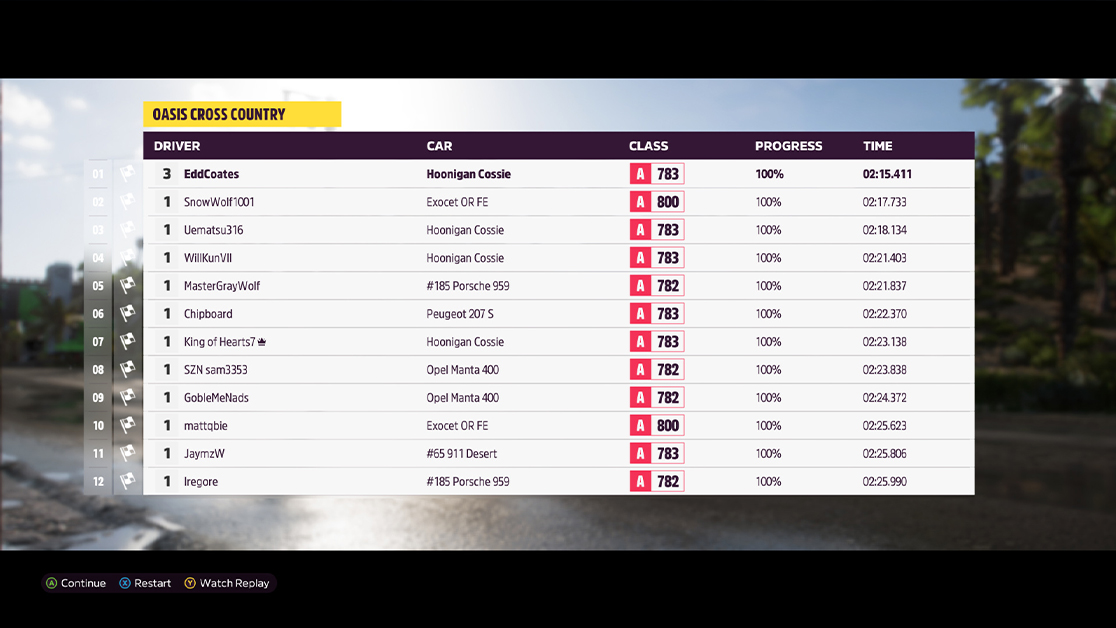 OASIS CROSS COUNTRY
DRIVER CAR CLASS PROGRESS TIME
01 3 EddCoates Hoonigan Cossie A 783 100% 02:15.411
02 1 SnowWolf1001 Exocet OR FE A 800 100% 02:17.733
03 1 Uematsu316 Hoonigan Cossie A 783 100% 02:18.134
04 1 WillKunVII Hoonigan Cossie A 783 100% 02:21.403
05 1 MasterGrayWolf #185 Porsche 959 A 782 100% 02:21.837
06 1 Chipboard Peugeot 207 S A 783 100% 02:22.370
07 1 King of Hearts7 Hoonigan Cossie A 783 100% 02:23.138
08 1 SZN sam3353 Opel Manta 400 A 782 100% 02:23.838
09 1 GobleMeNads Opel Manta 400 A 782 100% 02:24.372
10 1 mattqbie Exocet OR FE A 800 100% 02:25.623
11 1 JaymzW #65 911 Desert A 783 100% 02:25.806
12 1 Iregore #185 Porsche 959 A 782 100% 02:25.990
A Continue X Restart Y Watch Replay